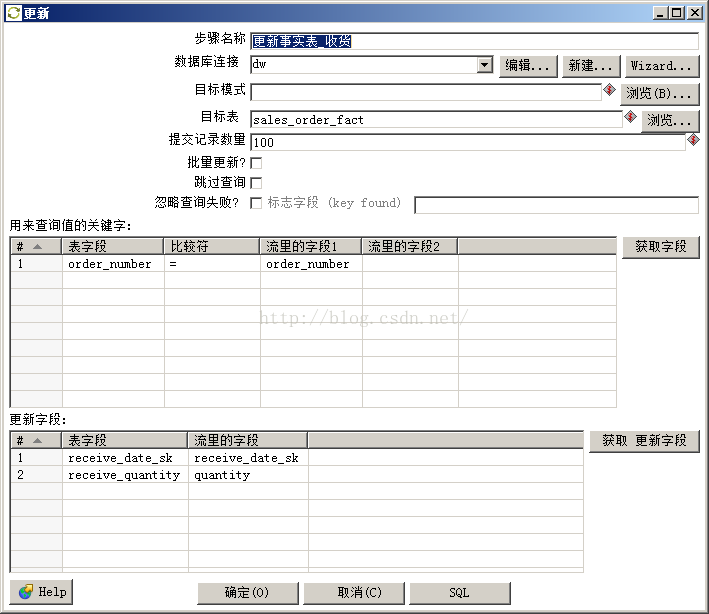 更新
步骤名称 更新事实表_收货
数据库连接 dw 编辑... 新建... Wizard...
目标模式 浏览(B)...
目标表 sales_order_fact 浏览...
提交记录数量 100
批量更新?
跳过查询
忽略查询失败? 标志字段 (key found)
用来查询值的关键字:
# 表字段 比较符 流里的字段1 流里的字段2 获取字段
1 order_number = order_number
http://blog.csdn.net/
更新字段:
# 表字段 流里的字段 获取 更新字段
1 receive_date_sk receive_date_sk
2 receive_quantity quantity
Help 确定(O) 取消(C) SQL